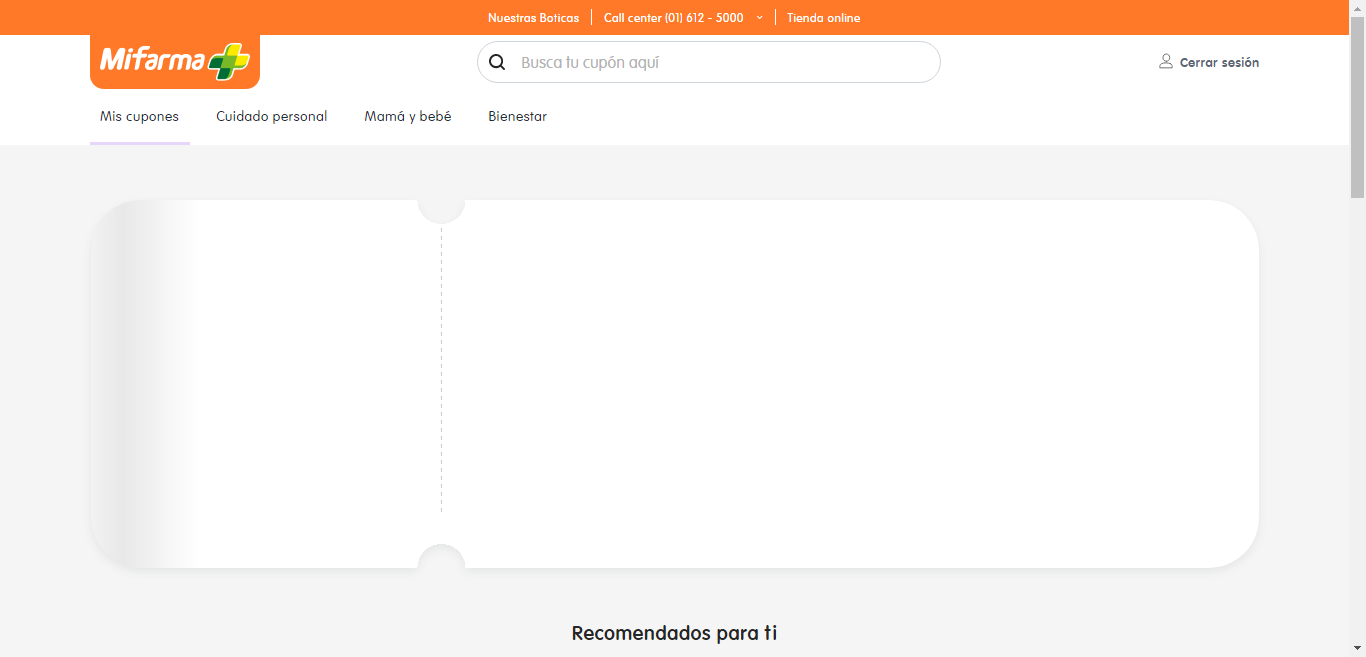 Nuestras Boticas
Call center (01) 612 - 5000
Tienda online
Mifarma
Busca tu cupón aquí
Cerrar sesión
Mis cupones
Cuidado personal
Mamá y bebé
Bienestar
Recomendados para ti